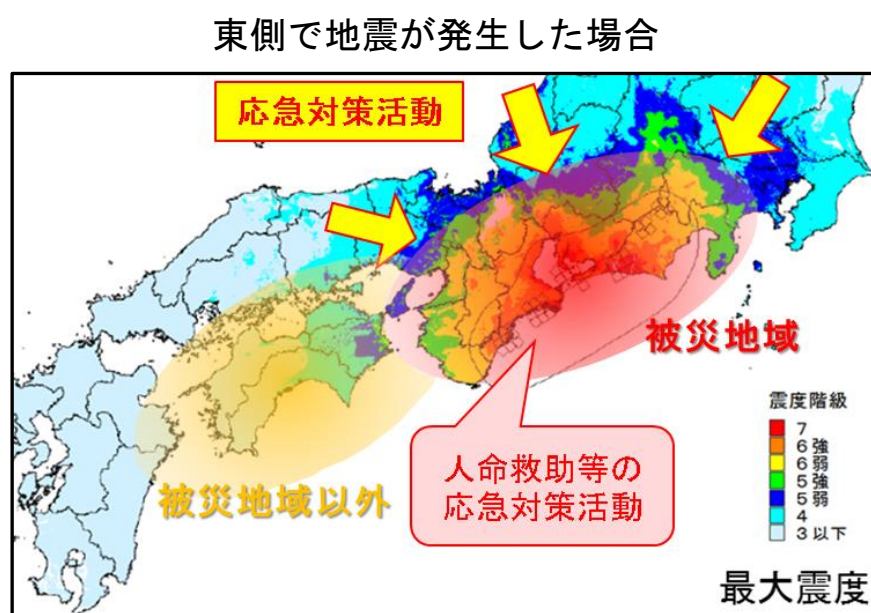 東側で地震が発生した場合
応急対策活動
被災地域
被災地域以外
人命救助等の
応急対策活動
震度階級
7
6強
6弱
5強
5弱
4
3以下
最大震度